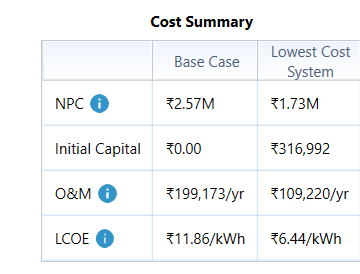 Cost Summary
Base Case
Lowest Cost
System
NPC ₹2.57M ₹1.73M
Initial Capital ₹0.00 ₹316,992
O&M ₹199,173/yr ₹109,220/yr
LCOE ₹11.86/kWh ₹6.44/kWh